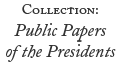 Collection:
Public Papers
of the Presidents